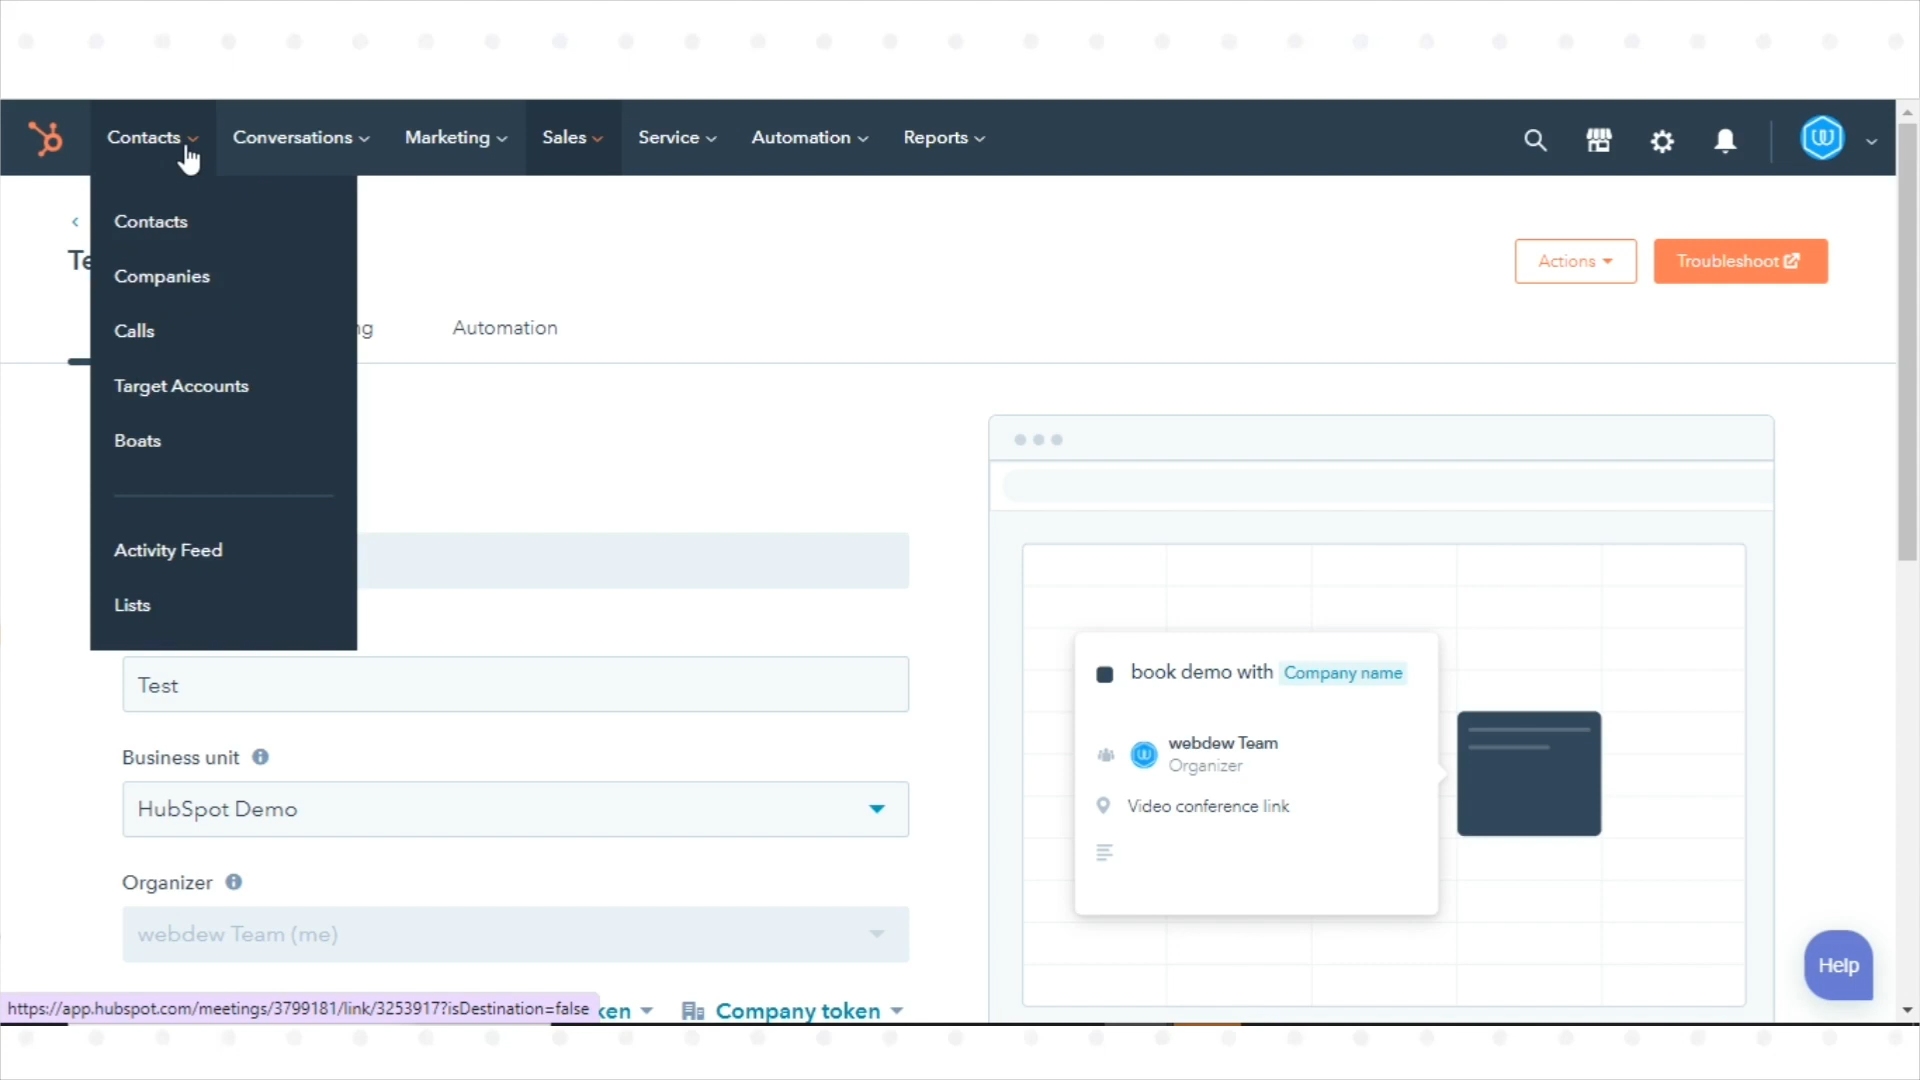 Contacts Conversations Marketing Sales Service Automation Reports
Contacts
Companies
Calls
Target Accounts
Boats
Activity Feed
Lists
Te
Actions
Troubleshoot
ng
Automation
Test
Business unit
HubSpot Demo
Organizer
webdew Team (me)
ken
Company token
book demo with Company name
webdew Team
Organizer
Video conference link
Help
https://app.hubspot.com/meetings/3799181/link/3253917?isDestination=false